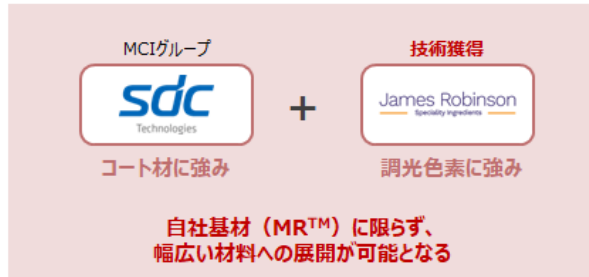 MCIグループ
技術獲得
sdc
Technologies
+
James Robinson
Speciality Ingredients
コート材に強み
調光色素に強み
自社基材（MR™）に限らず、
幅広い材料への展開が可能となる